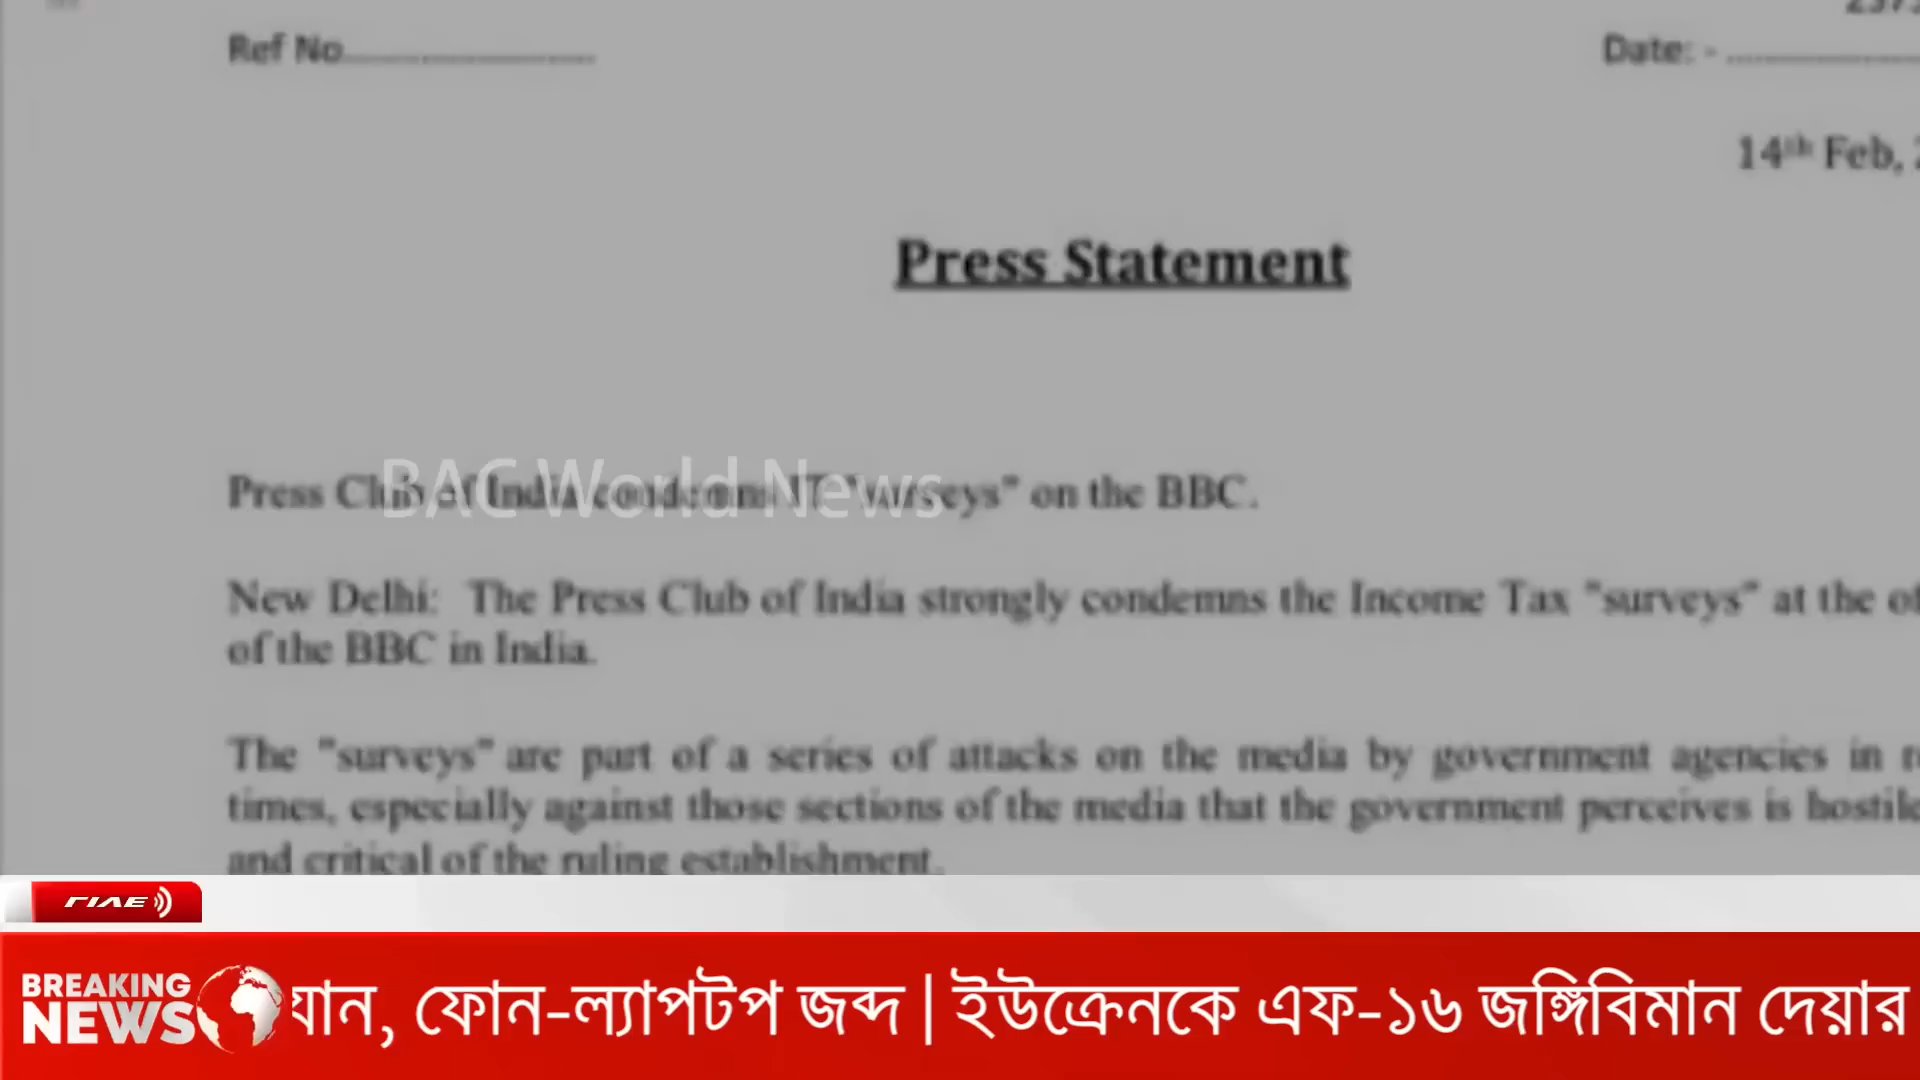 Ref No
Date: -
14th Feb,
Press Statement
BAC World News
Press Club of India condemns IT "surveys" on the BBC.
New Delhi: The Press Club of India strongly condemns the Income Tax "surveys" at the
of the BBC in India.
The "surveys" are part of a series of attacks on the media by government agencies in
times, especially against those sections of the media that the government perceives is
and critical of the ruling establishment.
BREAKING
NEWS
ফোন-ল্যাপটপ জব্দ | ইউক্রেনকে এফ-১৬ জঙ্গিবিমান দেয়ার